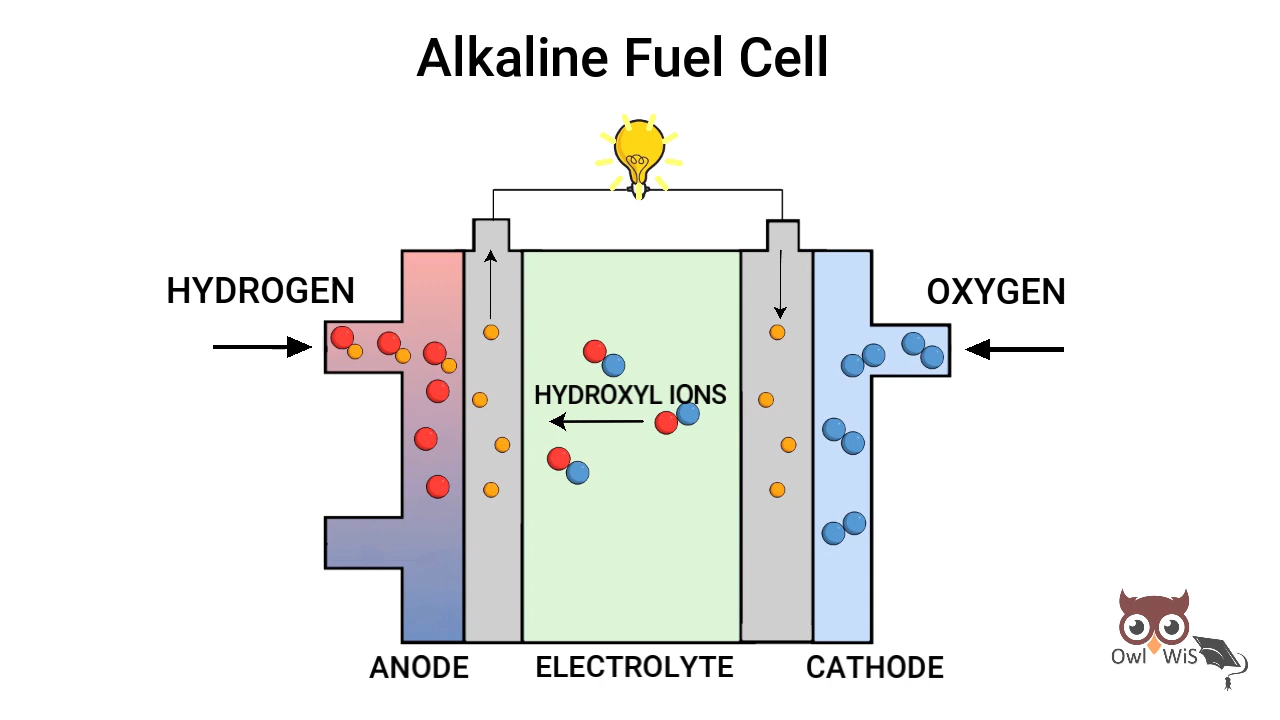 Alkaline Fuel Cell
HYDROGEN
OXYGEN
HYDROXYL IONS
ANODE
ELECTROLYTE
CATHODE
Owl WiS